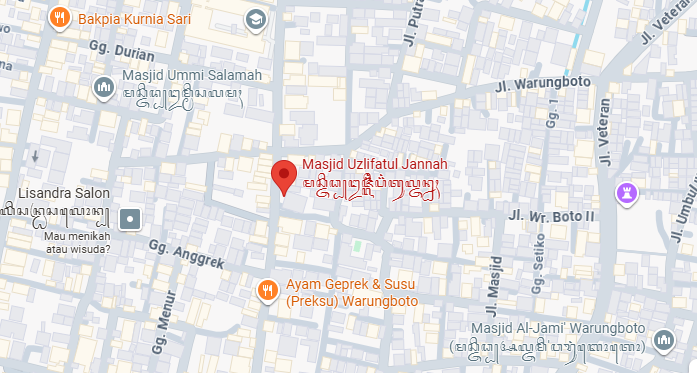 Bakpia Kurnia Sari
Gg. Durian
Jl. Putra
Jl. Veteran
Masjid Ummi Salamah
Jl. Warungboto
Gg. 1
Jl. Veteran
Masjid Uzlifatul Jannah
Lisandra Salon
Mau menikah
atau wisuda?
Jl. Wr. Boto II
Jl. Umbul
Gg. Anggrek
Gg. Setiko
Jl. Masjid
Ayam Geprek & Susu
(Preksu) Warungboto
Gg. Menur
Masjid Al-Jami' Warungboto